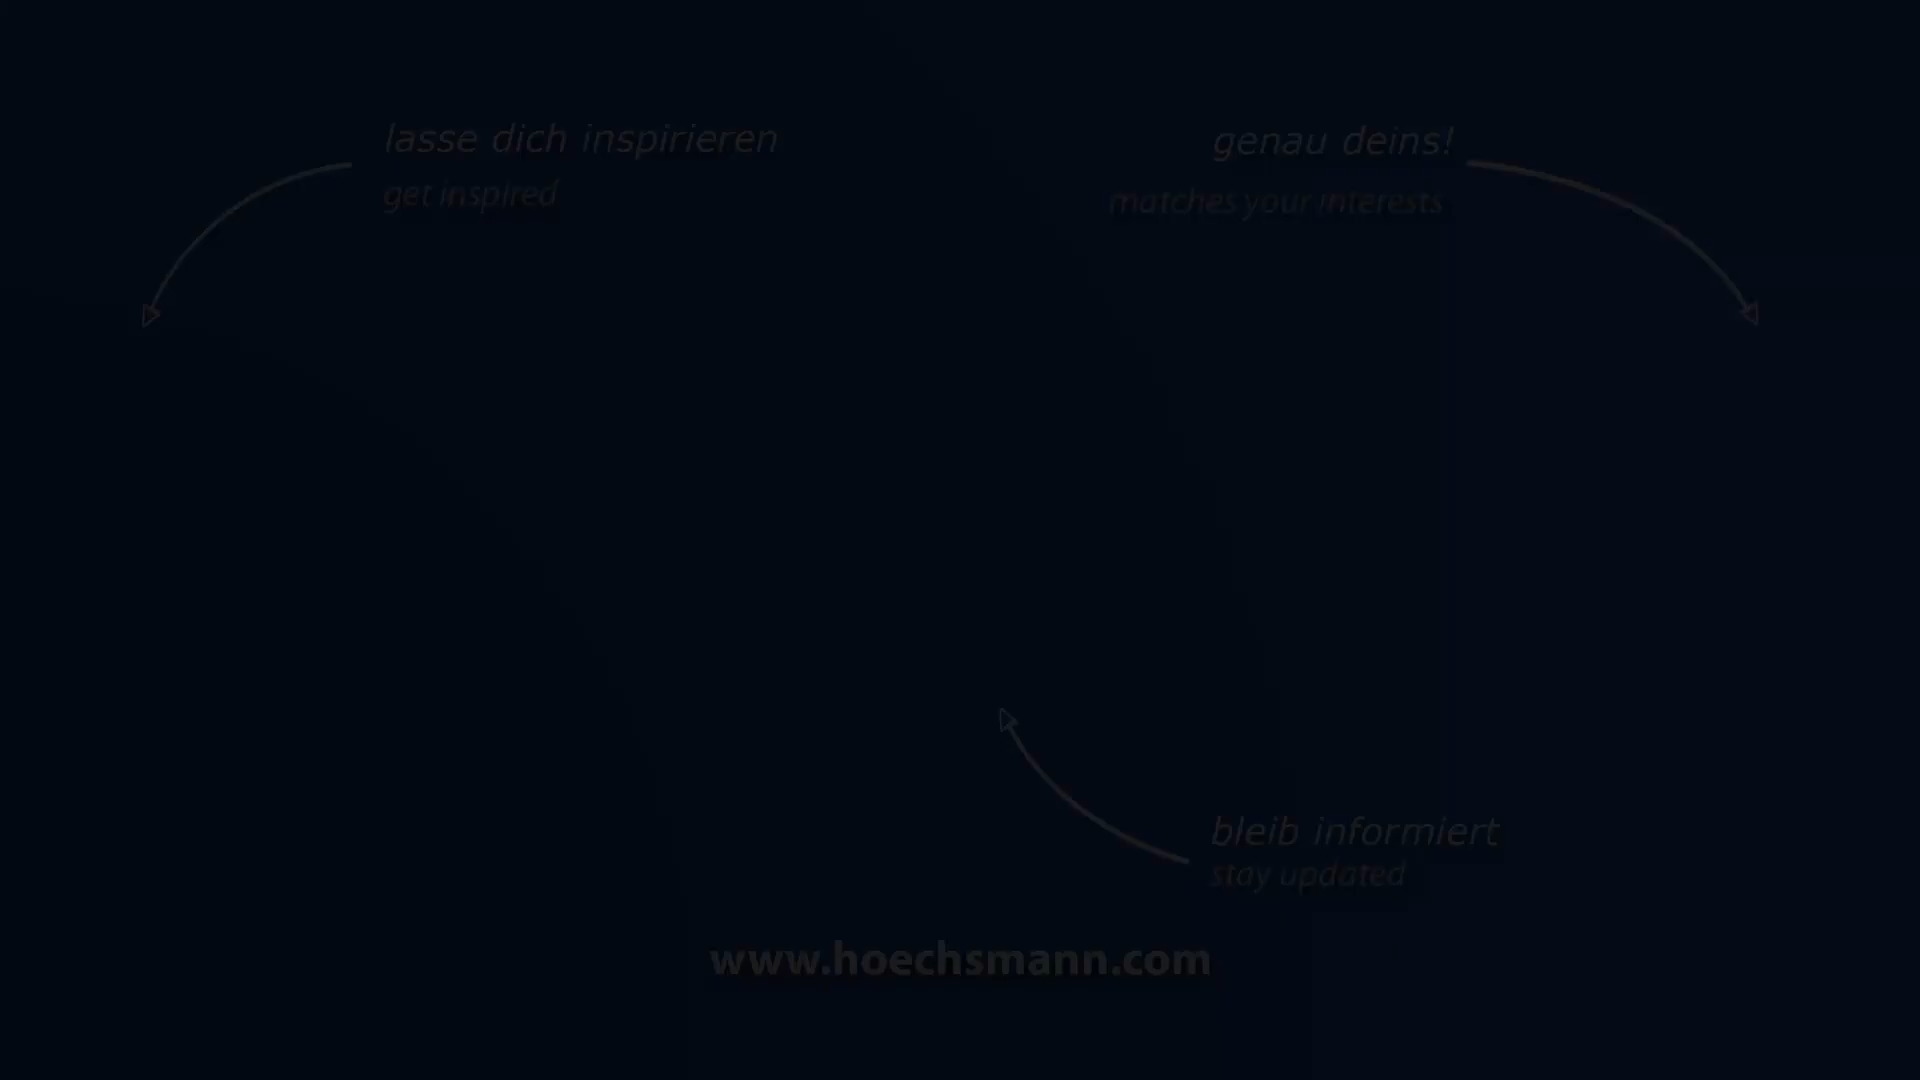 lasse dich inspirieren
get inspired
genau deins!
matches your interests
bleib informiert
stay updated
www.hoechsmann.com